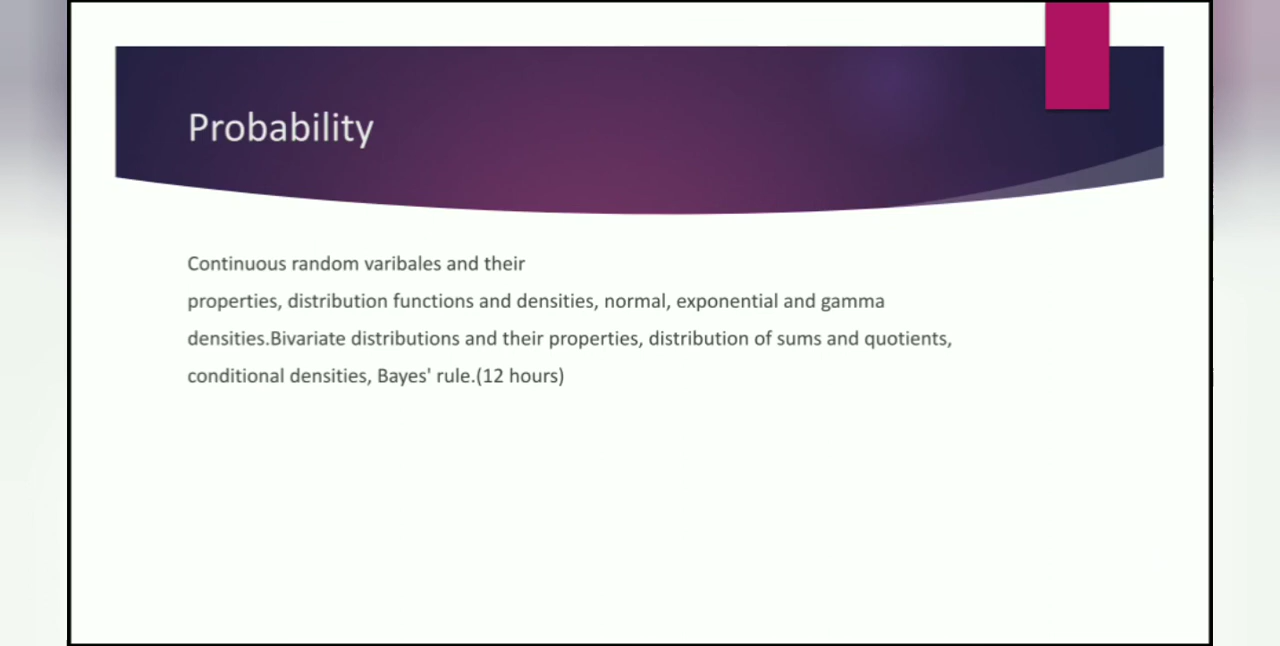 Probability
Continuous random varibales and their
properties, distribution functions and densities, normal, exponential and gamma
densities.Bivariate distributions and their properties, distribution of sums and quotients,
conditional densities, Bayes' rule.(12 hours)